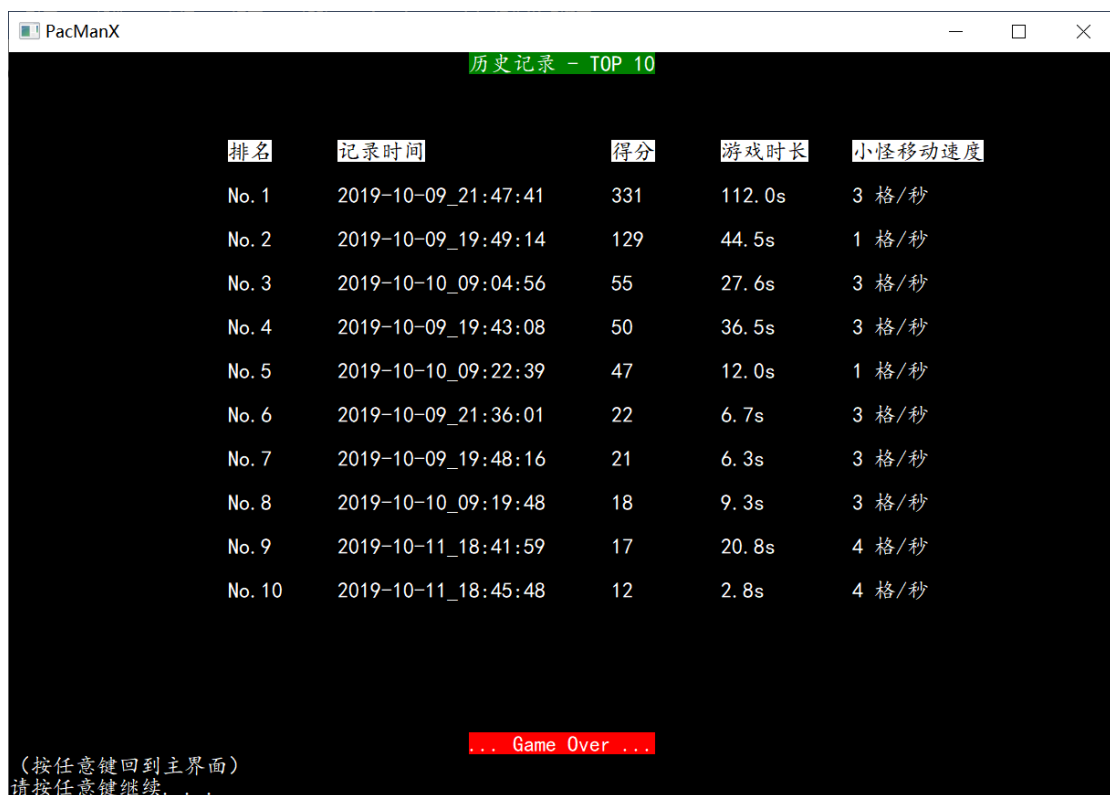 PacManX
历史记录 - TOP 10
排名 记录时间 得分 游戏时长 小怪移动速度
No.1 2019-10-09_21:47:41 331 112.0s 3 格/秒
No.2 2019-10-09_19:49:14 129 44.5s 1 格/秒
No.3 2019-10-10_09:04:56 55 27.6s 3 格/秒
No.4 2019-10-09_19:43:08 50 36.5s 3 格/秒
No.5 2019-10-10_09:22:39 47 12.0s 1 格/秒
No.6 2019-10-09_21:36:01 22 6.7s 3 格/秒
No.7 2019-10-09_19:48:16 21 6.3s 3 格/秒
No.8 2019-10-10_09:19:48 18 9.3s 3 格/秒
No.9 2019-10-11_18:41:59 17 20.8s 4 格/秒
No.10 2019-10-11_18:45:48 12 2.8s 4 格/秒
... Game Over ...
（按任意键回到主界面）
请按任意键继续. . .